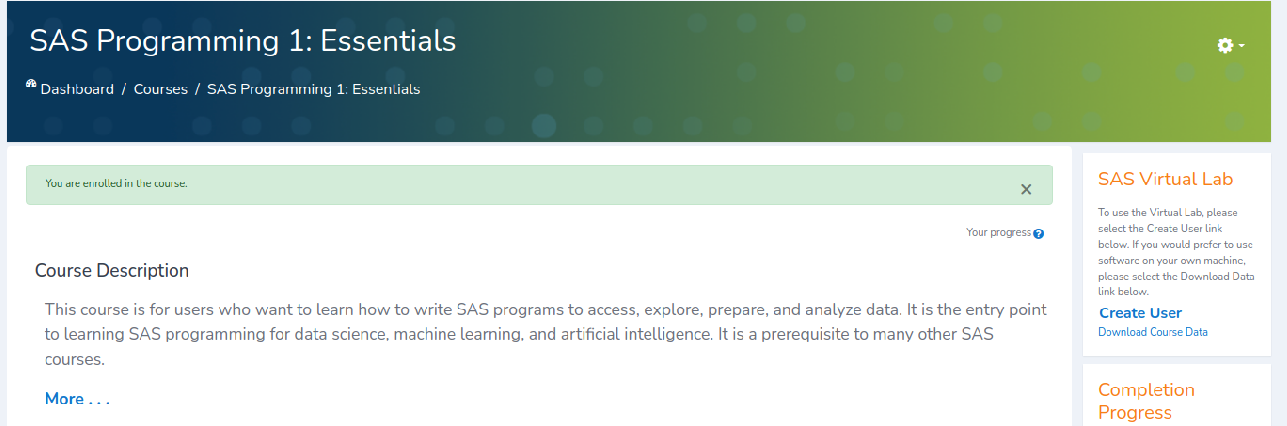 SAS Programming 1: Essentials
Dashboard / Courses / SAS Programming 1: Essentials
You are enrolled in the course.
×
Your progress
Course Description
This course is for users who want to learn how to write SAS programs to access, explore, prepare, and analyze data. It is the entry point
to learning SAS programming for data science, machine learning, and artificial intelligence. It is a prerequisite to many other SAS
courses.
More . . .
SAS Virtual Lab
To use the Virtual Lab, please
select the Create User link
below. If you would prefer to use
software on your own machine,
please select the Download Data
link below.
Create User
Download Course Data
Completion
Progress